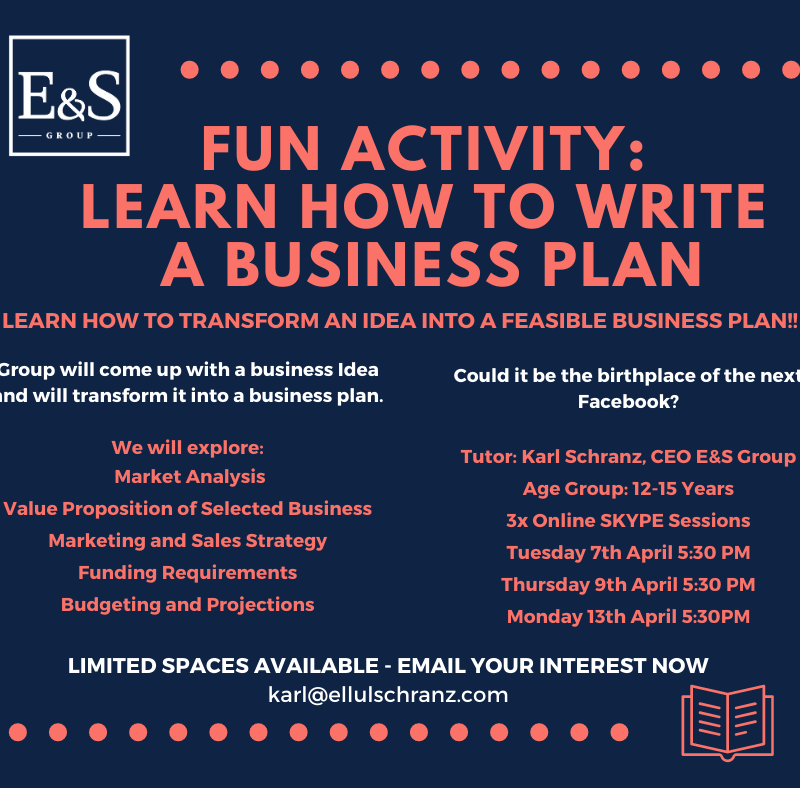 E&S
GROUP
FUN ACTIVITY:
LEARN HOW TO WRITE
A BUSINESS PLAN
LEARN HOW TO TRANSFORM AN IDEA INTO A FEASIBLE BUSINESS PLAN!!
Group will come up with a business Idea
and will transform it into a business plan.
We will explore:
Market Analysis
Value Proposition of Selected Business
Marketing and Sales Strategy
Funding Requirements
Budgeting and Projections
Could it be the birthplace of the next
Facebook?
Tutor: Karl Schranz, CEO E&S Group
Age Group: 12-15 Years
3x Online SKYPE Sessions
Tuesday 7th April 5:30 PM
Thursday 9th April 5:30 PM
Monday 13th April 5:30PM
LIMITED SPACES AVAILABLE - EMAIL YOUR INTEREST NOW
karl@ellulschranz.com